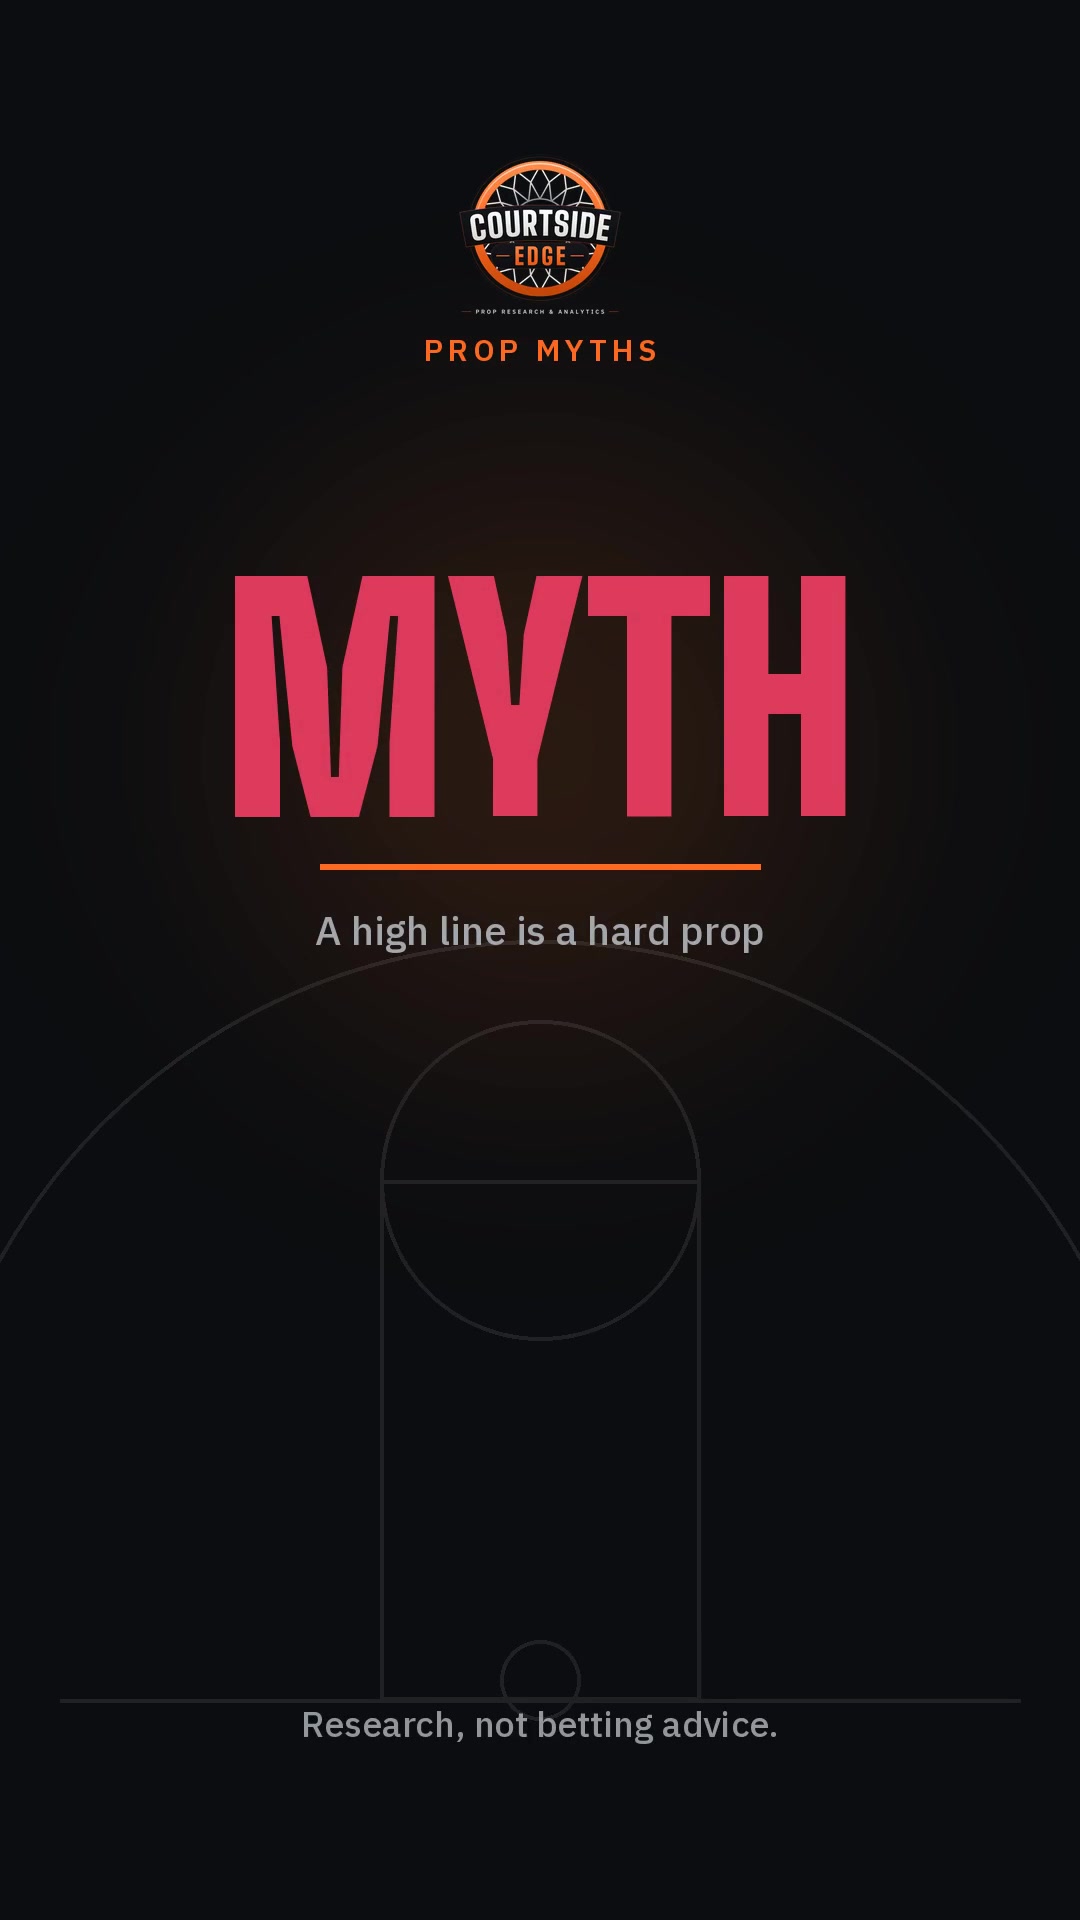 COURTSIDE
EDGE
PROP RESEARCH & ANALYTICS
PROP MYTHS
MYTH
A high line is a hard prop
Research, not betting advice.